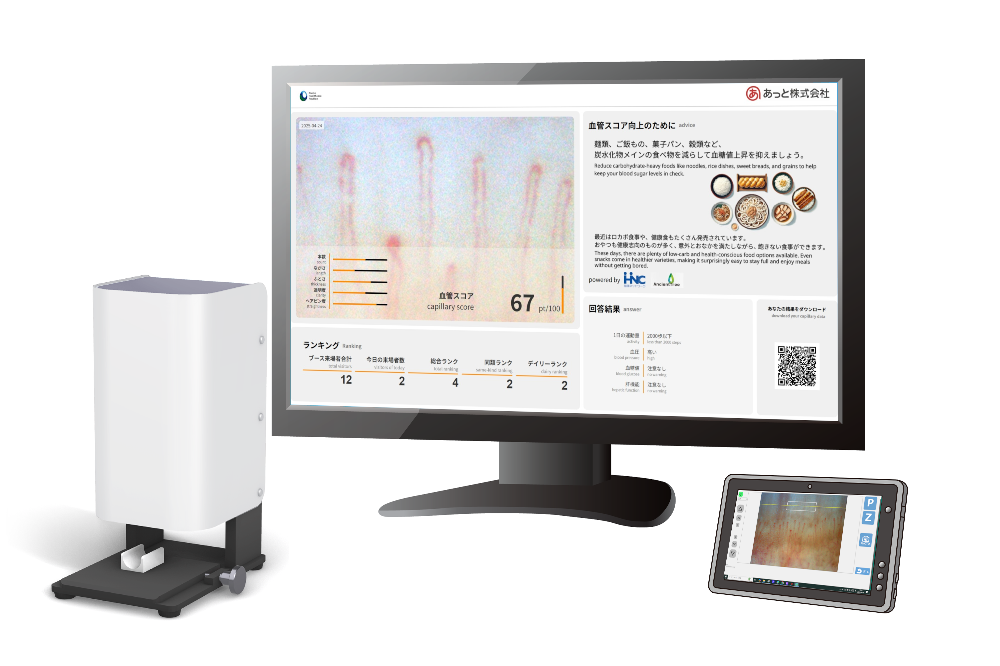 Osaka
Healthcare
Pavilion
あ あっと株式会社
2025-04-24
本数
count
ながさ
length
ふとさ
thickness
透明度
clarity
ヘアピン度
straightness
血管スコア
capillary score
67 pt/100
ランキング Ranking
ブース来場者合計
total visitors
12
今日の来場者数
visitors of today
2
総合ランク
total ranking
4
同類ランク
same-kind ranking
2
デイリーランク
dairy ranking
2
血管スコア向上のために advice
麺類、ご飯もの、菓子パン、穀類など、
炭水化物メインの食べ物を減らして血糖値上昇を抑えましょう。
Reduce carbohydrate-heavy foods like noodles, rice dishes, sweet breads, and grains to help
keep your blood sugar levels in check.
最近はロカボ食事や、健康食もたくさん発売されています。
おやつも健康志向のものが多く、意外とおなかを満たしながら、飽きない食事ができます。
These days, there are plenty of low-carb and health-conscious food options available. Even
snacks come in healthier varieties, making it surprisingly easy to stay full and enjoy meals
without getting bored.
powered by HNC AncientTree
健康ネットワーク
回答結果 answer
1日の運動量 2000歩以下
activity less than 2000 steps
血圧 高い
blood pressure high
血糖値 注意なし
blood glucose no warning
肝機能 注意なし
hepatic function no warning
あなたの結果をダウンロード
download your capillary data
P
Z
PHOTO